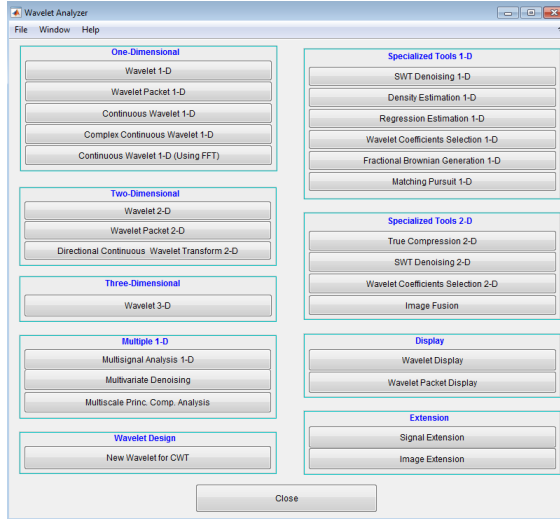 Wavelet Analyzer
File Window Help
One-Dimensional
Wavelet 1-D
Wavelet Packet 1-D
Continuous Wavelet 1-D
Complex Continuous Wavelet 1-D
Continuous Wavelet 1-D (Using FFT)
Two-Dimensional
Wavelet 2-D
Wavelet Packet 2-D
Directional Continuous Wavelet Transform 2-D
Three-Dimensional
Wavelet 3-D
Multiple 1-D
Multisignal Analysis 1-D
Multivariate Denoising
Multiscale Princ. Comp. Analysis
Wavelet Design
New Wavelet for CWT
Specialized Tools 1-D
SWT Denoising 1-D
Density Estimation 1-D
Regression Estimation 1-D
Wavelet Coefficients Selection 1-D
Fractional Brownian Generation 1-D
Matching Pursuit 1-D
Specialized Tools 2-D
True Compression 2-D
SWT Denoising 2-D
Wavelet Coefficients Selection 2-D
Image Fusion
Display
Wavelet Display
Wavelet Packet Display
Extension
Signal Extension
Image Extension
Close